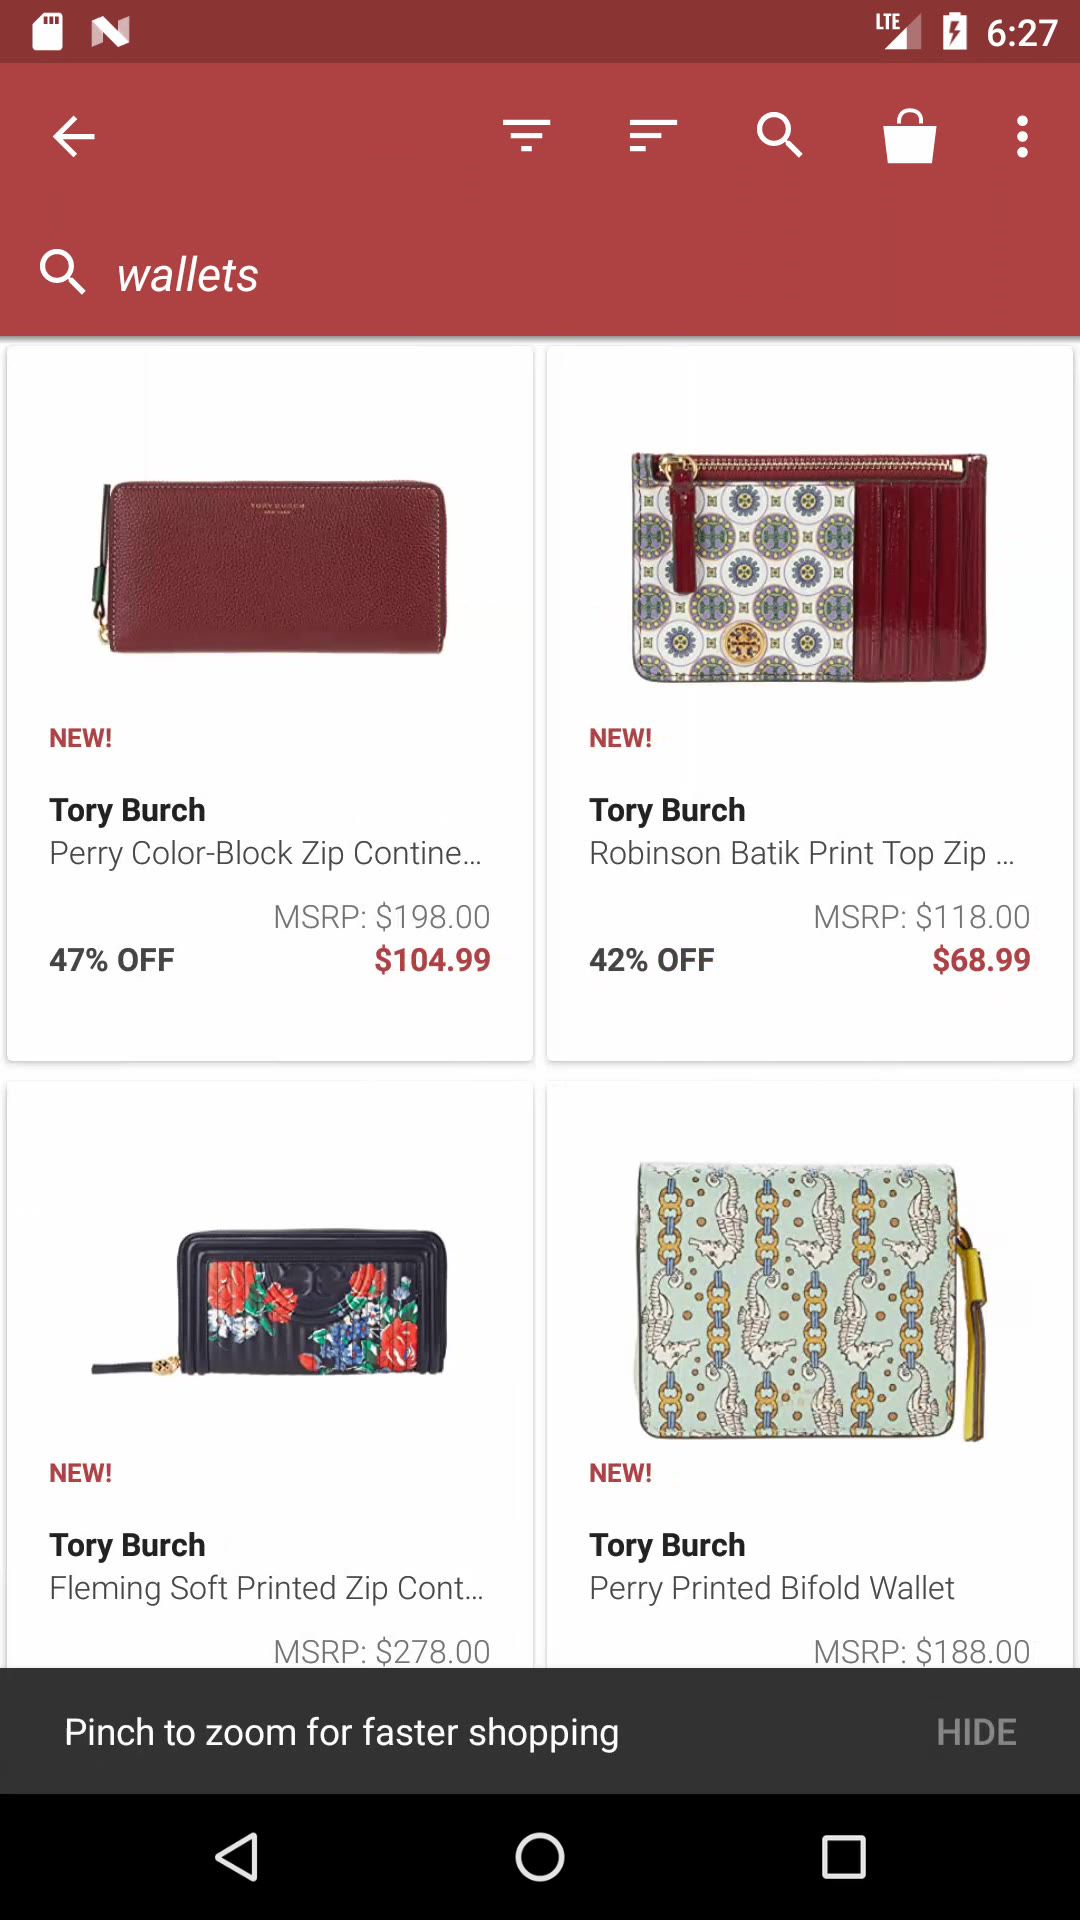 LTE 6:27
wallets
TORY BURCH
NEW!
Tory Burch
Perry Color-Block Zip Contine...
MSRP: $198.00
47% OFF $104.99
NEW!
Tory Burch
Robinson Batik Print Top Zip ...
MSRP: $118.00
42% OFF $68.99
NEW!
Tory Burch
Fleming Soft Printed Zip Cont...
MSRP: $278.00
NEW!
Tory Burch
Perry Printed Bifold Wallet
MSRP: $188.00
Pinch to zoom for faster shopping HIDE